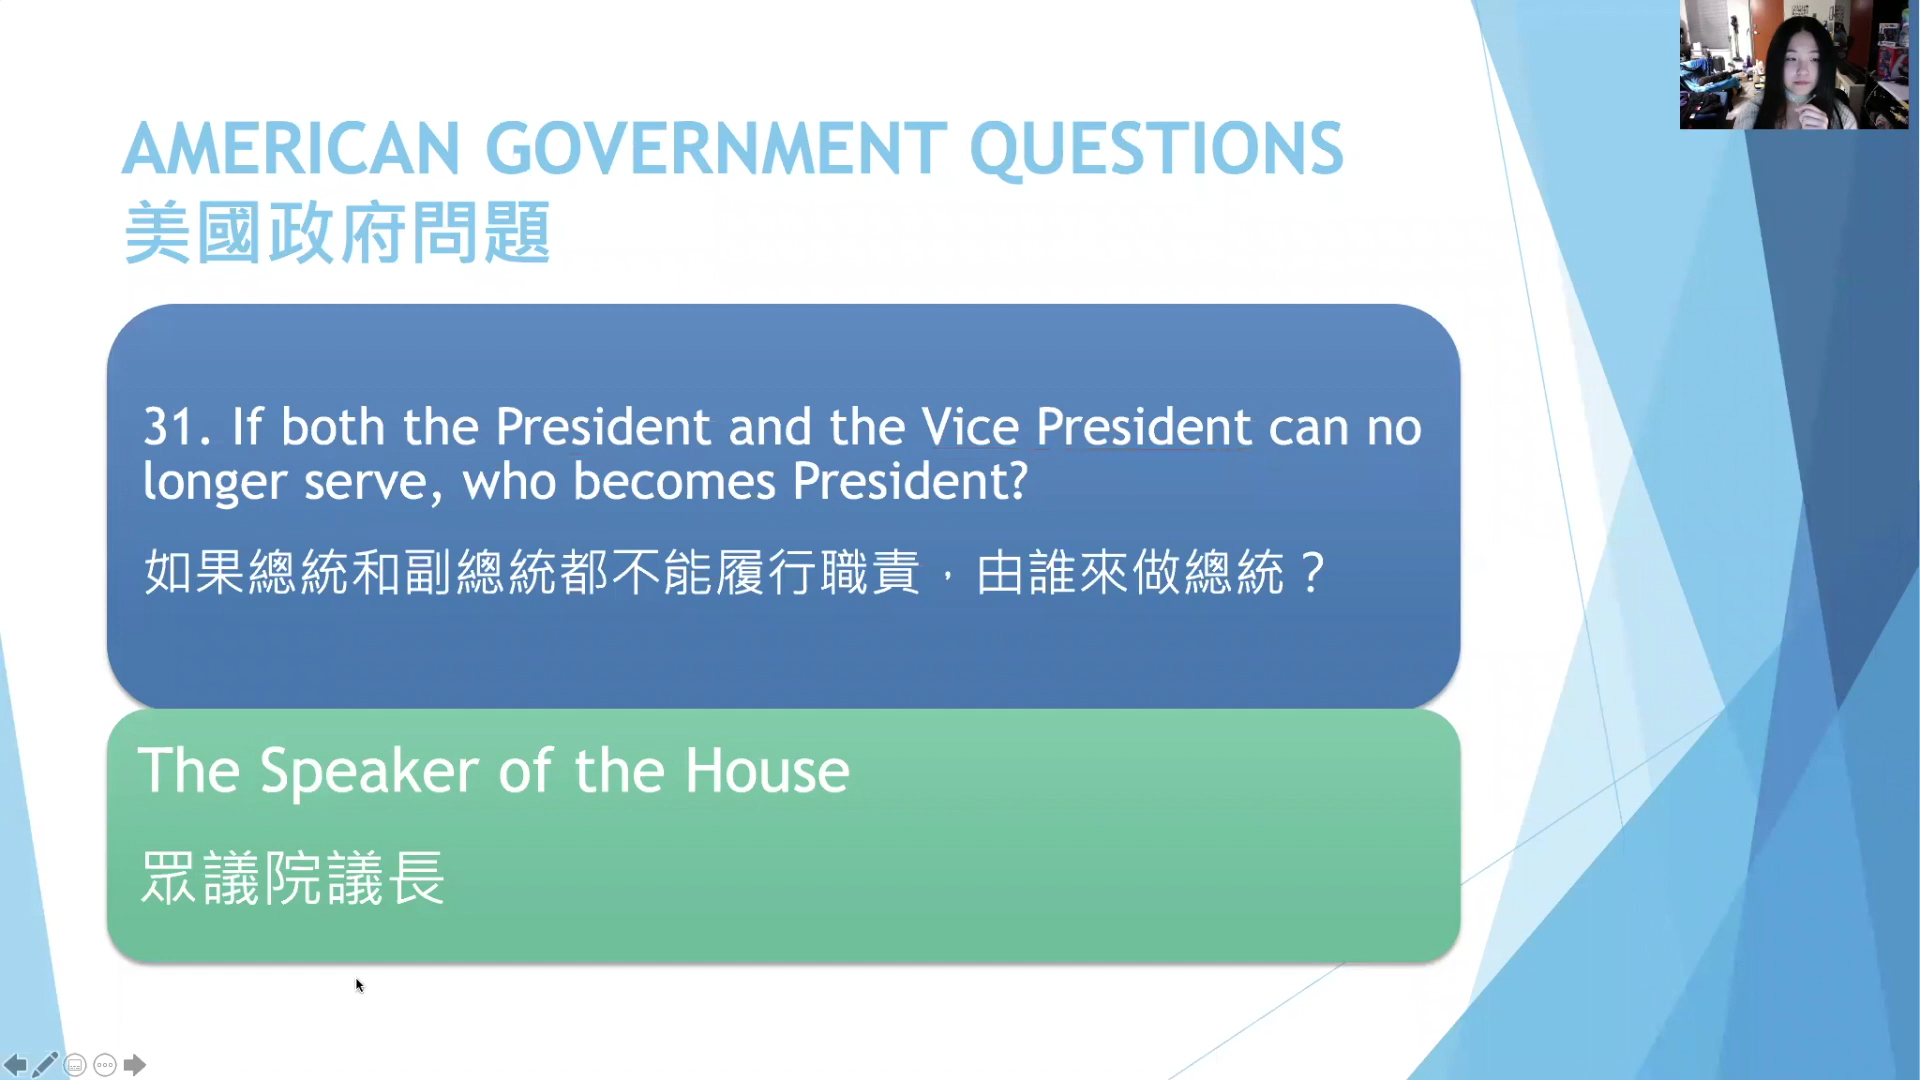 AMERICAN GOVERNMENT QUESTIONS
美國政府問題
31. If both the President and the Vice President can no
longer serve, who becomes President?
如果總統和副總統都不能履行職責，由誰來做總統？
The Speaker of the House
眾議院議長